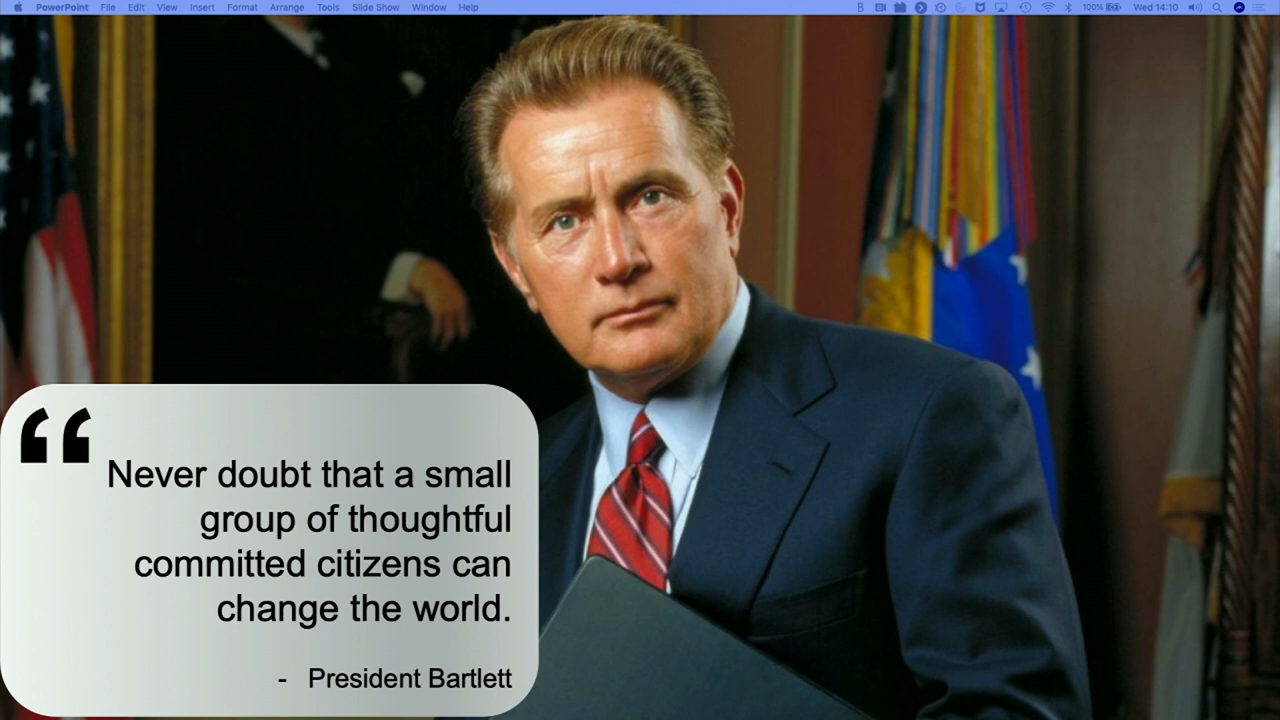 PowerPoint File Edit View Insert Format Arrange Tools Slide Show Window Help 100% Wed 14:10
“
Never doubt that a small
group of thoughtful
committed citizens can
change the world.
- President Bartlett